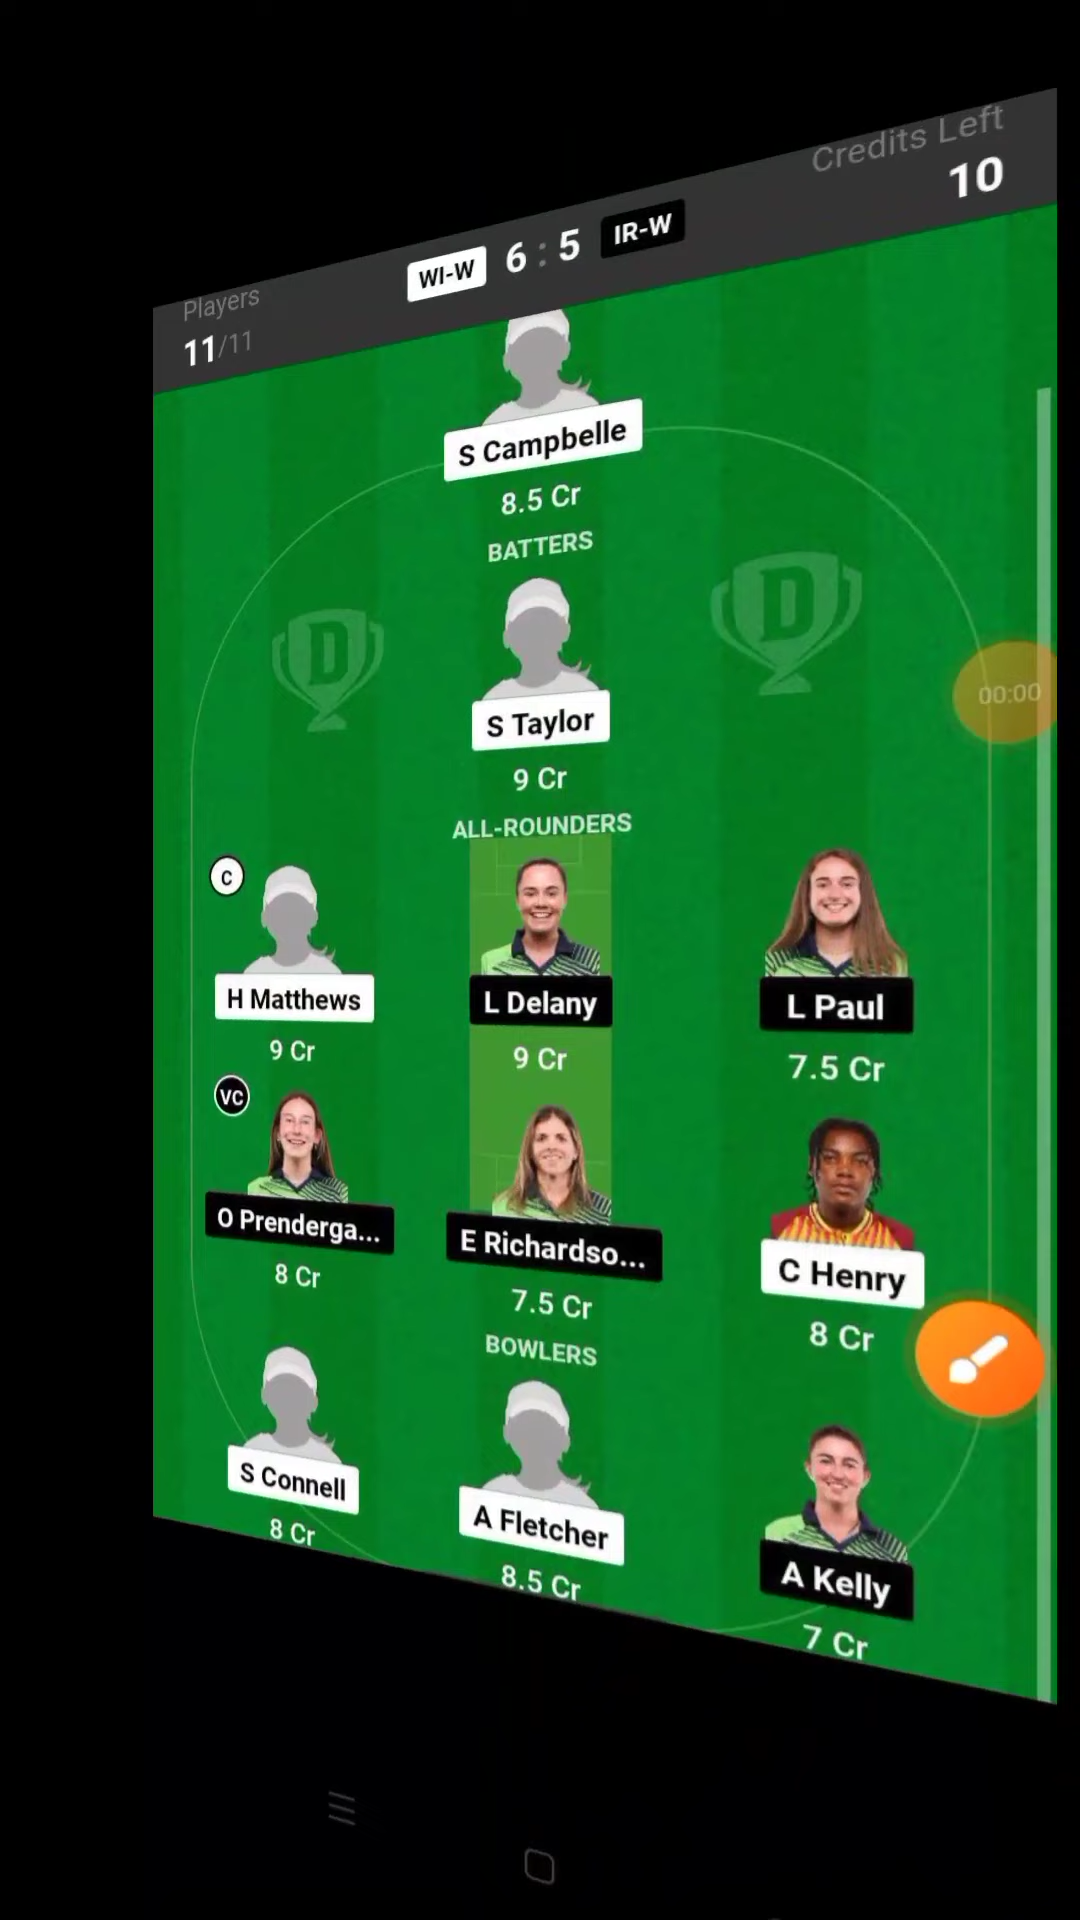 Credits Left
10
WI-W 6 : 5 IR-W
Players
11/11
S Campbelle
8.5 Cr
BATTERS
D D
S Taylor
00:00
9 Cr
ALL-ROUNDERS
C
H Matthews L Delany L Paul
9 Cr 9 Cr 7.5 Cr
VC
O Prenderga... E Richardso... C Henry
8 Cr 7.5 Cr 8 Cr
BOWLERS
S Connell A Fletcher A Kelly
8 Cr 8.5 Cr 7 Cr